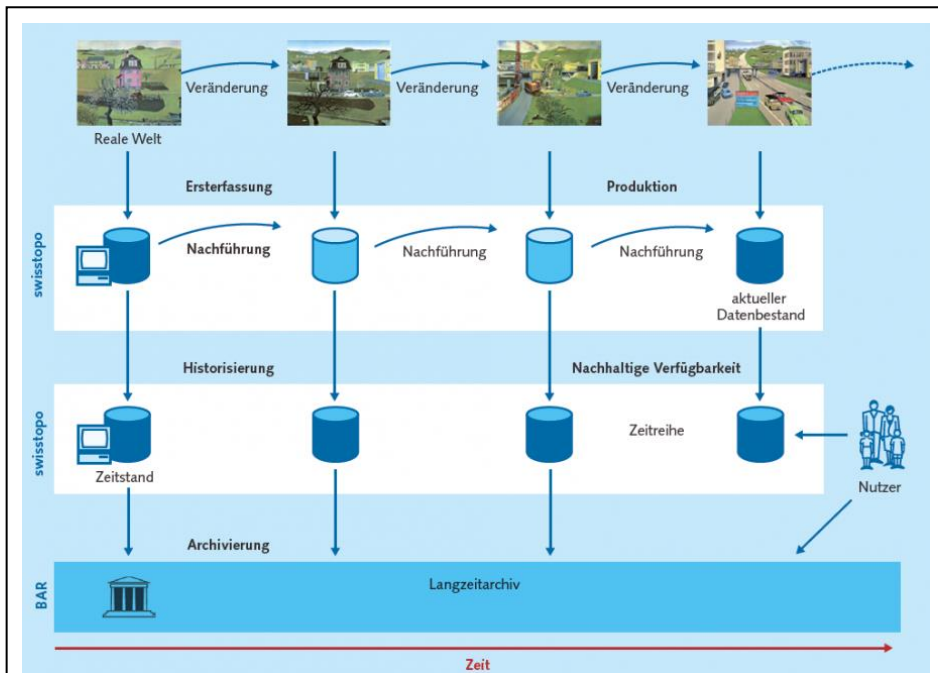 Veränderung
Veränderung
Veränderung
Reale Welt
Ersterfassung
Produktion
swisstopo
Nachführung
Nachführung
Nachführung
aktueller
Datenbestand
Historisierung
Nachhaltige Verfügbarkeit
swisstopo
Zeitreihe
Zeitstand
Nutzer
Archivierung
BAR
Langzeitarchiv
Zeit